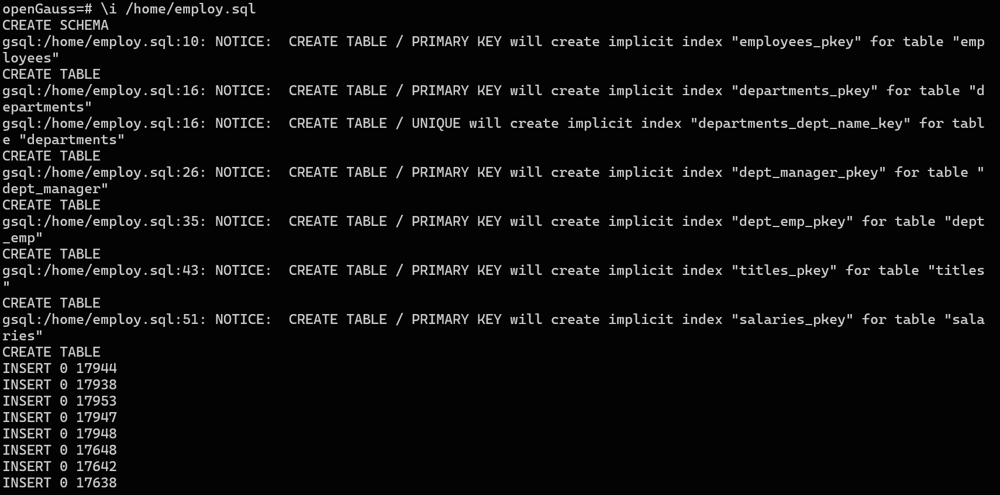 openGauss=# \i /home/employ.sql
CREATE SCHEMA
gsql:/home/employ.sql:10: NOTICE:  CREATE TABLE / PRIMARY KEY will create implicit index "employees_pkey" for table "emp
loyees"
CREATE TABLE
gsql:/home/employ.sql:16: NOTICE:  CREATE TABLE / PRIMARY KEY will create implicit index "departments_pkey" for table "d
epartments"
gsql:/home/employ.sql:16: NOTICE:  CREATE TABLE / UNIQUE will create implicit index "departments_dept_name_key" for tabl
e "departments"
CREATE TABLE
gsql:/home/employ.sql:26: NOTICE:  CREATE TABLE / PRIMARY KEY will create implicit index "dept_manager_pkey" for table "
dept_manager"
CREATE TABLE
gsql:/home/employ.sql:35: NOTICE:  CREATE TABLE / PRIMARY KEY will create implicit index "dept_emp_pkey" for table "dept
_emp"
CREATE TABLE
gsql:/home/employ.sql:43: NOTICE:  CREATE TABLE / PRIMARY KEY will create implicit index "titles_pkey" for table "titles
"
CREATE TABLE
gsql:/home/employ.sql:51: NOTICE:  CREATE TABLE / PRIMARY KEY will create implicit index "salaries_pkey" for table "sala
ries"
CREATE TABLE
INSERT 0 17944
INSERT 0 17938
INSERT 0 17953
INSERT 0 17947
INSERT 0 17948
INSERT 0 17648
INSERT 0 17642
INSERT 0 17638